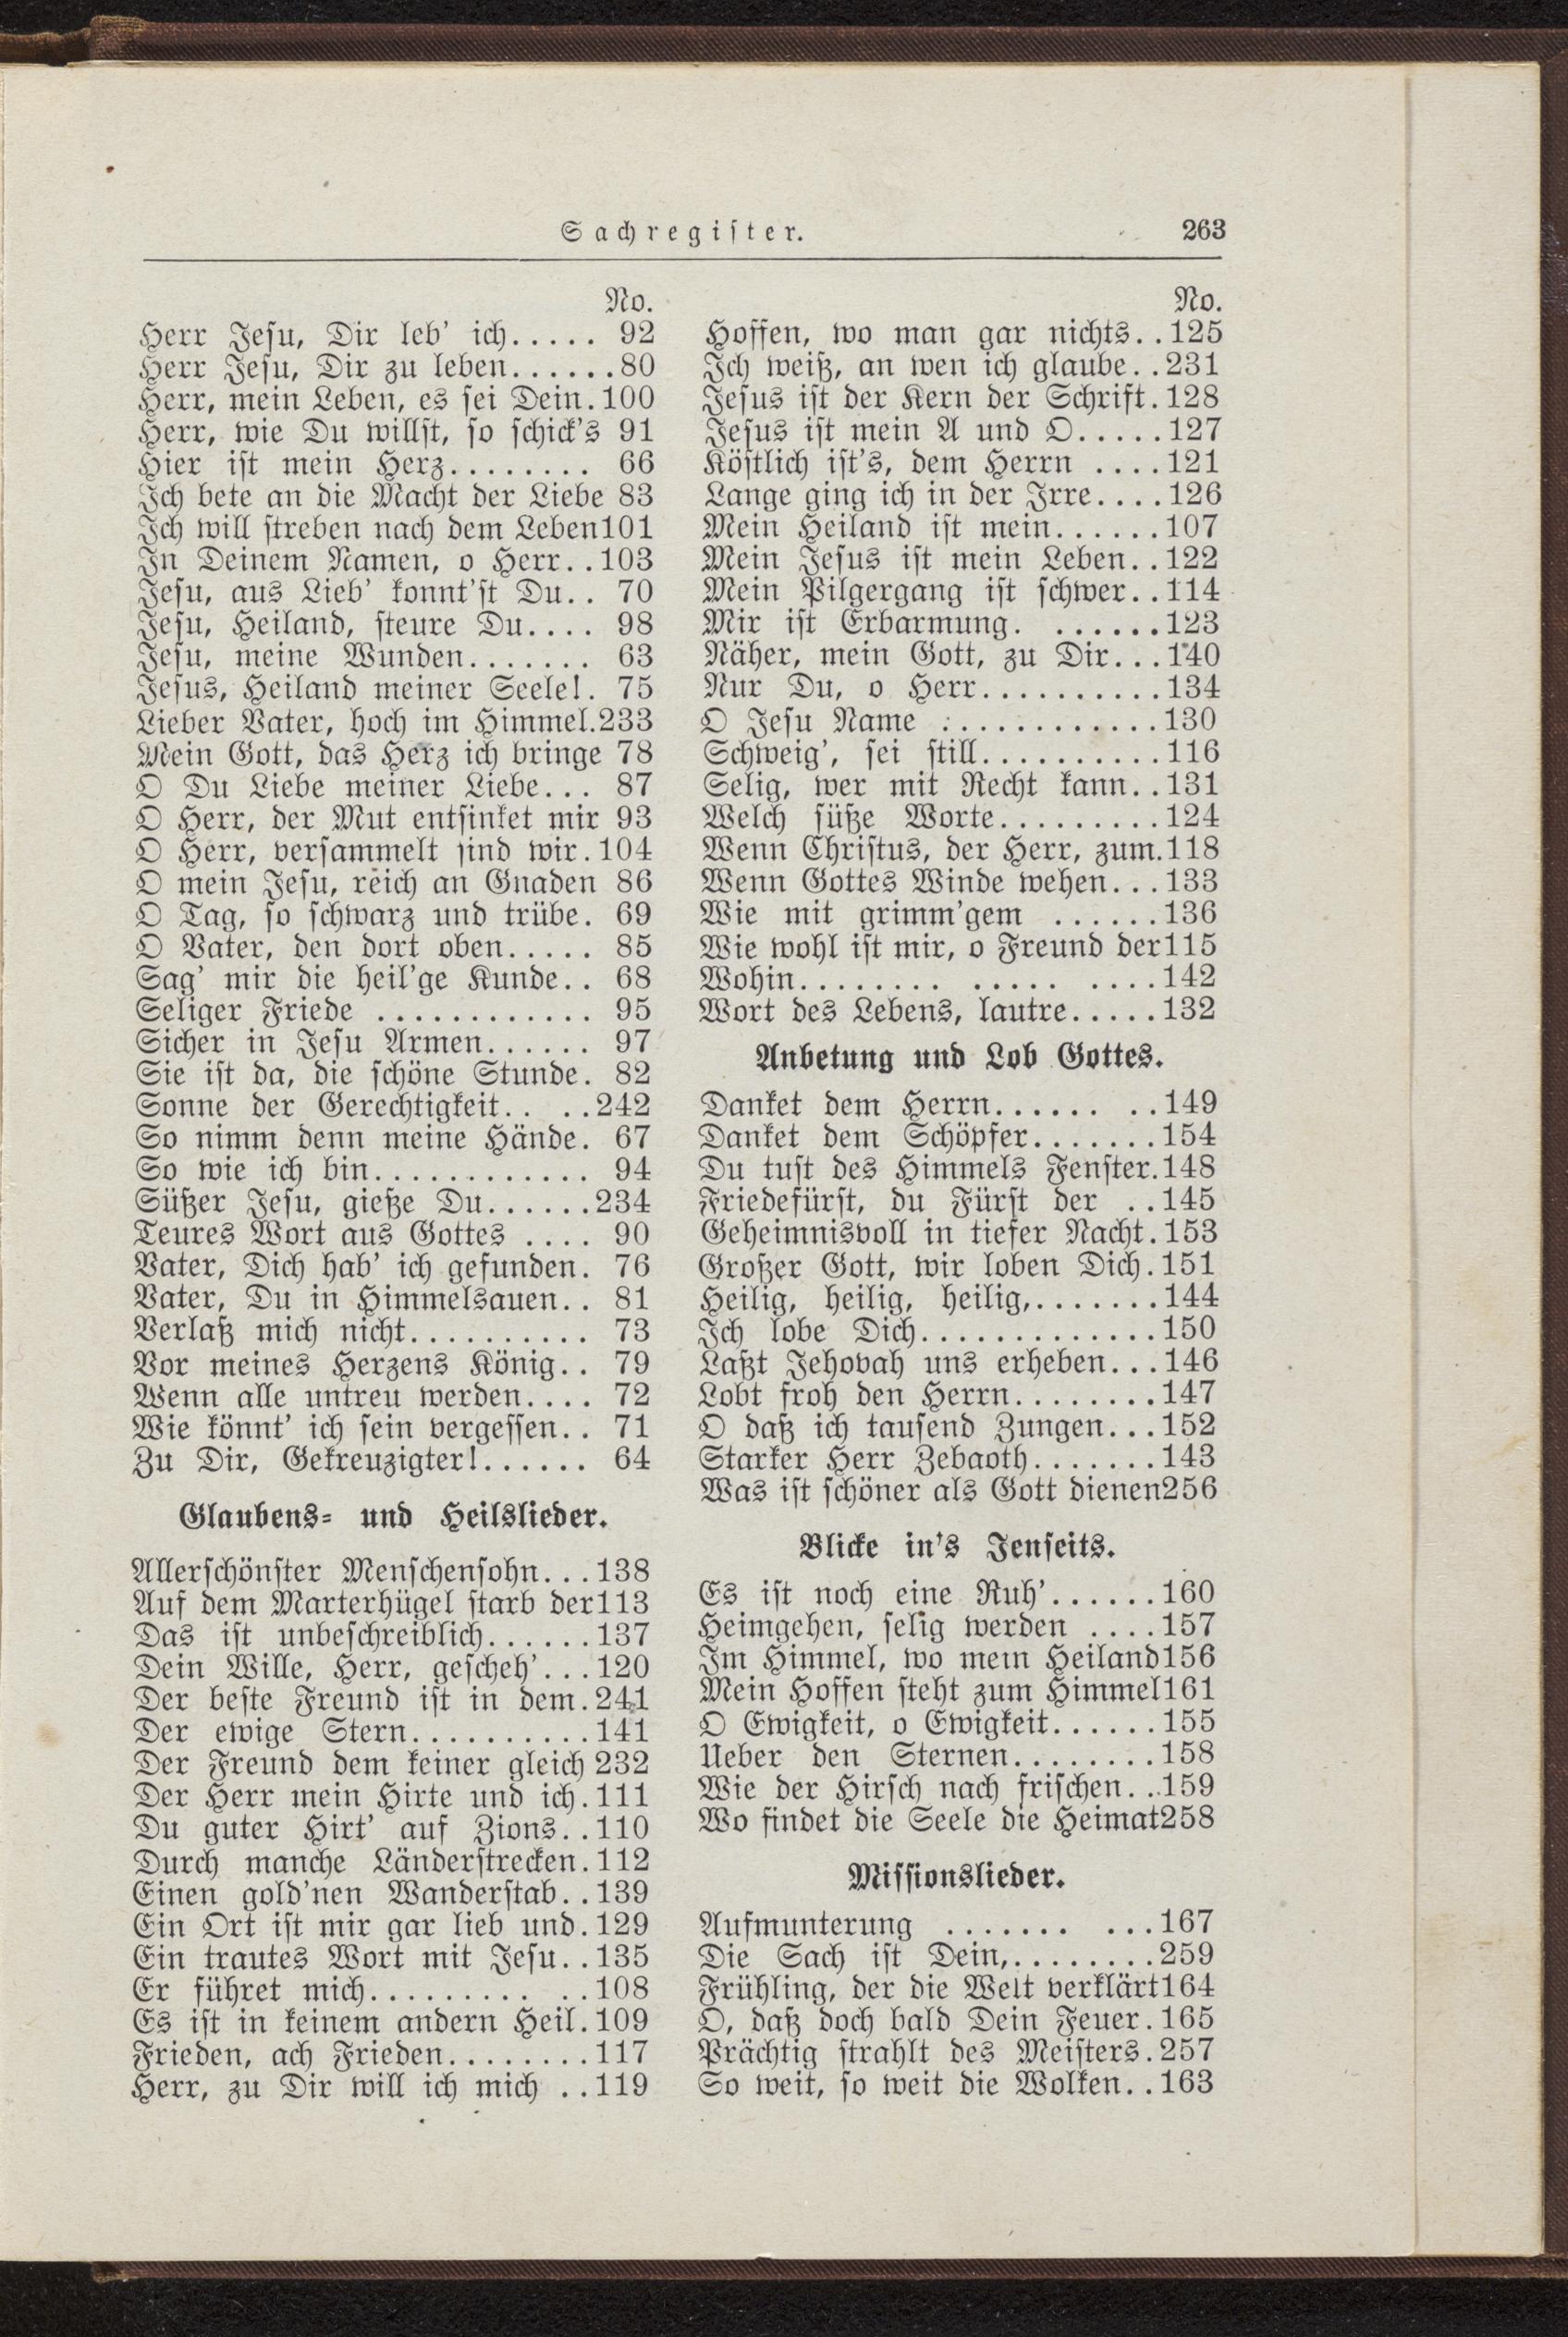 Sachregister. 263
No.
Herr Jesu, Dir leb' ich..... 92
Herr Jesu, Dir zu leben......80
Herr, mein Leben, es sei Dein.100
Herr, wie Du willst, so schick's 91
Hier ist mein Herz........ 66
Ich bete an die Macht der Liebe 83
Ich will streben nach dem Leben101
In Deinem Namen, o Herr..103
Jesu, aus Lieb' konnt'st Du.. 70
Jesu, Heiland, steure Du.... 98
Jesu, meine Wunden....... 63
Jesus, Heiland meiner Seele!. 75
Lieber Vater, hoch im Himmel.233
Mein Gott, das Herz ich bringe 78
O Du Liebe meiner Liebe... 87
O Herr, der Mut entsinket mir 93
O Herr, versammelt sind wir.104
O mein Jesu, reich an Gnaden 86
O Tag, so schwarz und trübe. 69
O Vater, den dort oben..... 85
Sag' mir die heil'ge Kunde.. 68
Seliger Friede ............ 95
Sicher in Jesu Armen...... 97
Sie ist da, die schöne Stunde. 82
Sonne der Gerechtigkeit.. ..242
So nimm denn meine Hände. 67
So wie ich bin............ 94
Süßer Jesu, gieße Du......234
Teures Wort aus Gottes .... 90
Vater, Dich hab' ich gefunden. 76
Vater, Du in Himmelsauen.. 81
Verlaß mich nicht.......... 73
Vor meines Herzens König.. 79
Wenn alle untreu werden.... 72
Wie könnt' ich sein vergessen.. 71
Zu Dir, Gekreuzigter!...... 64
Glaubens- und Heilslieder.
Allerschönster Menschensohn...138
Auf dem Marterhügel starb der113
Das ist unbeschreiblich......137
Dein Wille, Herr, gescheh'...120
Der beste Freund ist in dem.241
Der ewige Stern..........141
Der Freund dem keiner gleich 232
Der Herr mein Hirte und ich.111
Du guter Hirt' auf Zions..110
Durch manche Länderstrecken.112
Einen gold'nen Wanderstab..139
Ein Ort ist mir gar lieb und.129
Ein trautes Wort mit Jesu..135
Er führet mich......... ..108
Es ist in keinem andern Heil.109
Frieden, ach Frieden........117
Herr, zu Dir will ich mich ..119
No.
Hoffen, wo man gar nichts..125
Ich weiß, an wen ich glaube..231
Jesus ist der Kern der Schrift.128
Jesus ist mein A und O.....127
Köstlich ist's, dem Herrn ....121
Lange ging ich in der Irre....126
Mein Heiland ist mein......107
Mein Jesus ist mein Leben..122
Mein Pilgergang ist schwer..114
Mir ist Erbarmung. ......123
Näher, mein Gott, zu Dir...140
Nur Du, o Herr..........134
O Jesu Name ............130
Schweig', sei still..........116
Selig, wer mit Recht kann..131
Welch süße Worte.........124
Wenn Christus, der Herr, zum.118
Wenn Gottes Winde wehen...133
Wie mit grimm'gem ......136
Wie wohl ist mir, o Freund der115
Wohin........ ..... ....142
Wort des Lebens, lautre.....132
Anbetung und Lob Gottes.
Danket dem Herrn...... ..149
Danket dem Schöpfer.......154
Du tust des Himmels Fenster.148
Friedefürst, du Fürst der ..145
Geheimnisvoll in tiefer Nacht.153
Großer Gott, wir loben Dich.151
Heilig, heilig, heilig,.......144
Ich lobe Dich.............150
Laßt Jehovah uns erheben...146
Lobt froh den Herrn........147
O daß ich tausend Zungen...152
Starker Herr Zebaoth.......143
Was ist schöner als Gott dienen256
Blicke in's Jenseits.
Es ist noch eine Ruh'......160
Heimgehen, selig werden ....157
Im Himmel, wo mein Heiland156
Mein Hoffen steht zum Himmel161
O Ewigkeit, o Ewigkeit......155
Ueber den Sternen........158
Wie der Hirsch nach frischen...159
Wo findet die Seele die Heimat258
Missionslieder.
Aufmunterung ....... ...167
Die Sach ist Dein,........259
Frühling, der die Welt verklärt164
O, daß doch bald Dein Feuer.165
Prächtig strahlt des Meisters.257
So weit, so weit die Wolken..163